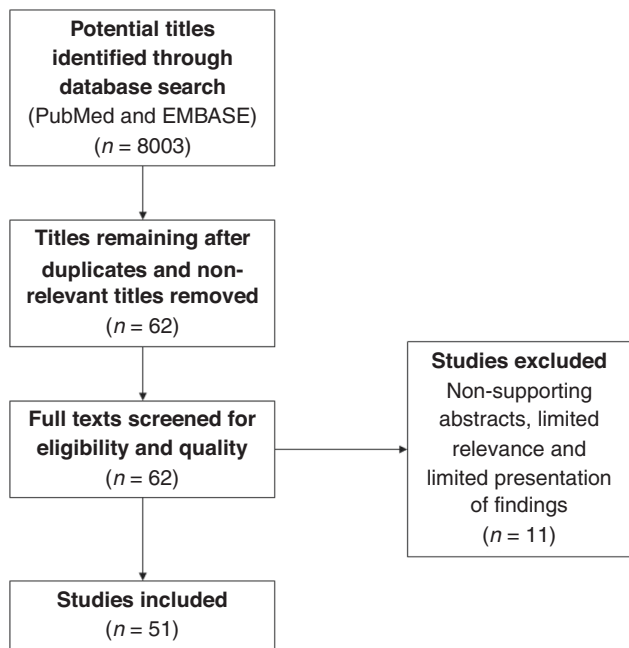 Potential titles
identified through
database search
(PubMed and EMBASE)
(n = 8003)
Titles remaining after
duplicates and non-
relevant titles removed
(n = 62)
Full texts screened for
eligibility and quality
(n = 62)
Studies excluded
Non-supporting
abstracts, limited
relevance and
limited presentation
of findings
(n = 11)
Studies included
(n = 51)